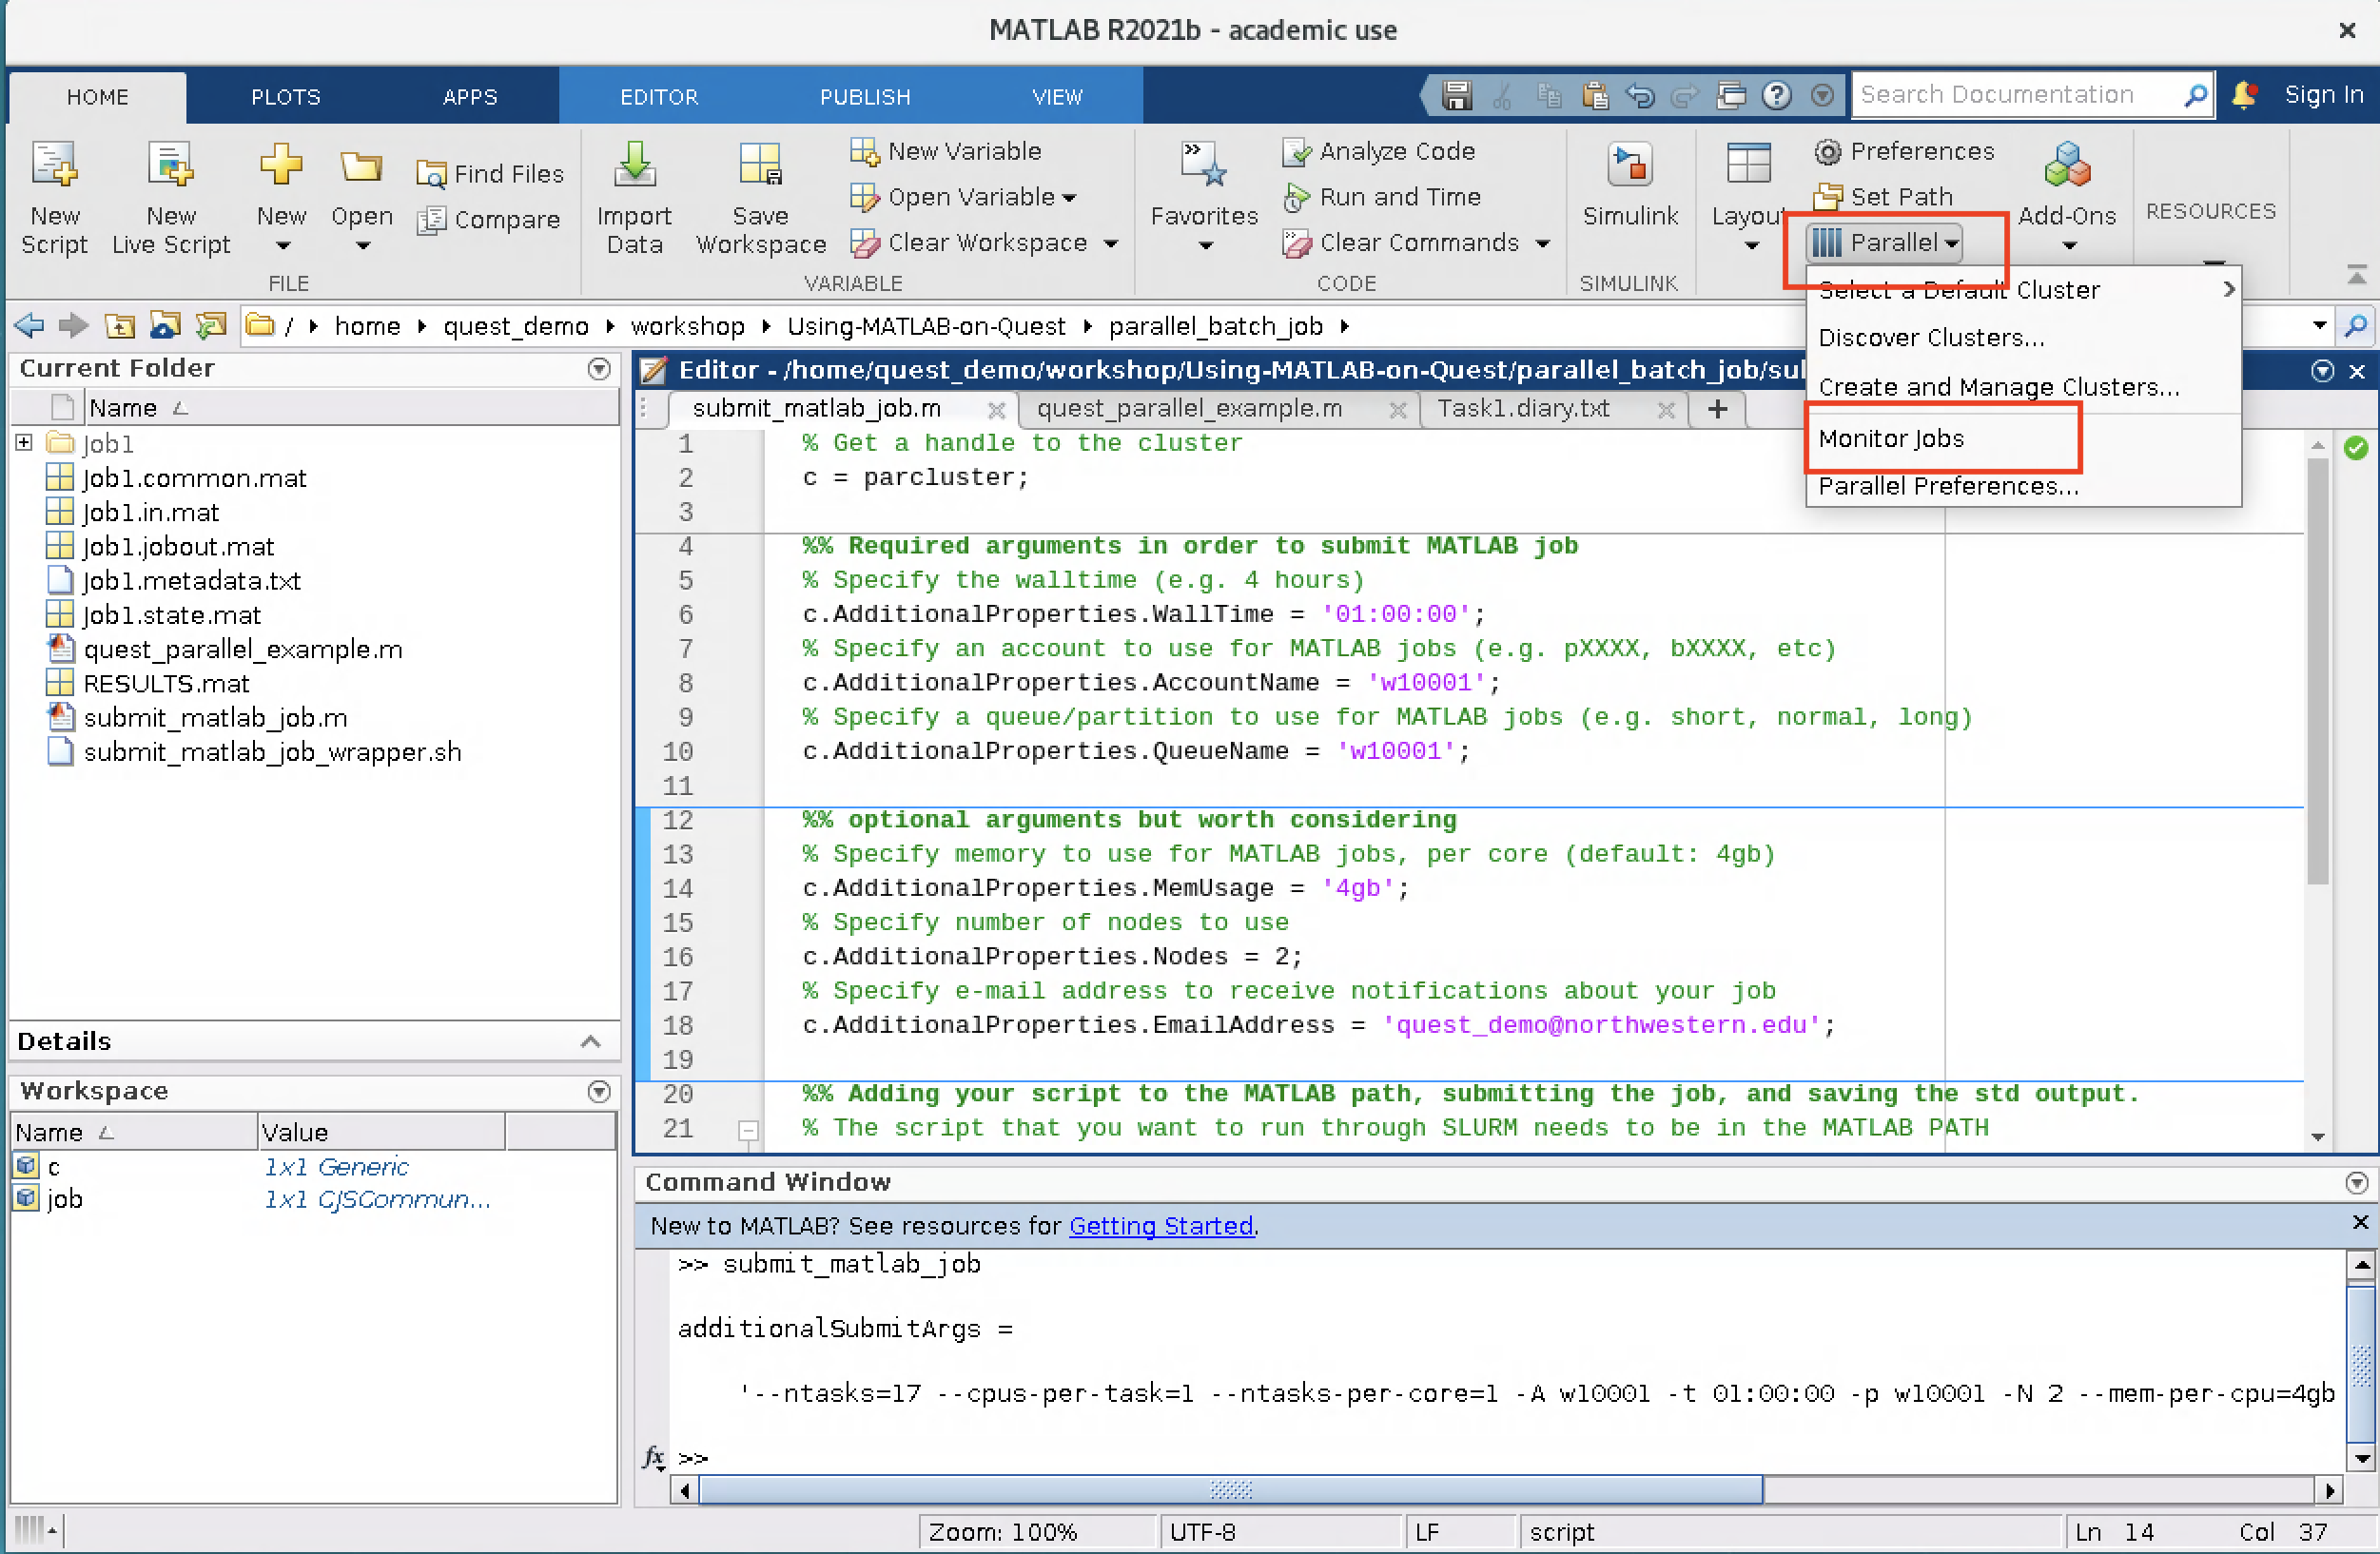 MATLAB R2021b - academic use
HOME PLOTS APPS EDITOR PUBLISH VIEW Search Documentation Sign In
New Script
New Live Script
New
Open
Find Files
Compare
FILE
Import Data
Save Workspace
New Variable
Open Variable
Clear Workspace
VARIABLE
Favorites
Analyze Code
Run and Time
Clear Commands
CODE
Simulink
SIMULINK
Layout
Preferences
Set Path
Parallel
Add-Ons
RESOURCES
Select a Default Cluster
Discover Clusters...
Create and Manage Clusters...
Monitor Jobs
Parallel Preferences...
/ home quest_demo workshop Using-MATLAB-on-Quest parallel_batch_job
Current Folder
Name
Job1
Job1.common.mat
Job1.in.mat
Job1.jobout.mat
Job1.metadata.txt
Job1.state.mat
quest_parallel_example.m
RESULTS.mat
submit_matlab_job.m
submit_matlab_job_wrapper.sh
Details
Workspace
Name Value
c 1x1 Generic
job 1x1 CJSCommun...
Editor - /home/quest_demo/workshop/Using-MATLAB-on-Quest/parallel_batch_job/sul
submit_matlab_job.m quest_parallel_example.m Task1.diary.txt +
1 % Get a handle to the cluster
2 c = parcluster;
3
4 %% Required arguments in order to submit MATLAB job
5 % Specify the walltime (e.g. 4 hours)
6 c.AdditionalProperties.WallTime = '01:00:00';
7 % Specify an account to use for MATLAB jobs (e.g. pXXXX, bXXXX, etc)
8 c.AdditionalProperties.AccountName = 'w10001';
9 % Specify a queue/partition to use for MATLAB jobs (e.g. short, normal, long)
10 c.AdditionalProperties.QueueName = 'w10001';
11
12 %% optional arguments but worth considering
13 % Specify memory to use for MATLAB jobs, per core (default: 4gb)
14 c.AdditionalProperties.MemUsage = '4gb';
15 % Specify number of nodes to use
16 c.AdditionalProperties.Nodes = 2;
17 % Specify e-mail address to receive notifications about your job
18 c.AdditionalProperties.EmailAddress = 'quest_demo@northwestern.edu';
19
20 %% Adding your script to the MATLAB path, submitting the job, and saving the std output.
21 % The script that you want to run through SLURM needs to be in the MATLAB PATH
Command Window
New to MATLAB? See resources for Getting Started.
>> submit_matlab_job
additionalSubmitArgs =
'--ntasks=17 --cpus-per-task=1 --ntasks-per-core=1 -A w10001 -t 01:00:00 -p w10001 -N 2 --mem-per-cpu=4gb
fx >>
Zoom: 100% UTF-8 LF script Ln 14 Col 37